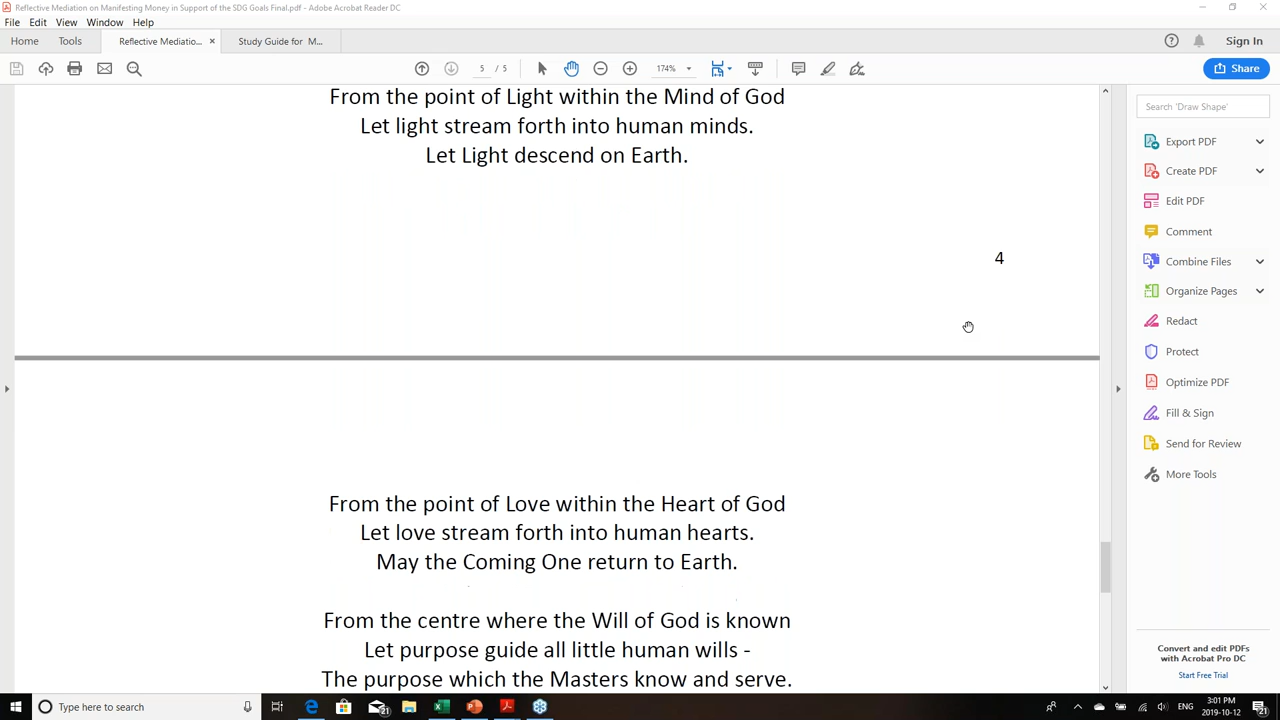 Reflective Mediation on Manifesting Money in Support of the SDG Goals Final.pdf - Adobe Acrobat Reader DC
File Edit View Window Help
Home Tools Reflective Mediatio... × Study Guide for M...
Sign In
5 / 5 174% Share
From the point of Light within the Mind of God
Let light stream forth into human minds.
Let Light descend on Earth.
4
From the point of Love within the Heart of God
Let love stream forth into human hearts.
May the Coming One return to Earth.
From the centre where the Will of God is known
Let purpose guide all little human wills -
The purpose which the Masters know and serve.
Search 'Draw Shape'
Export PDF
Create PDF
Edit PDF
Comment
Combine Files
Organize Pages
Redact
Protect
Optimize PDF
Fill & Sign
Send for Review
More Tools
Convert and edit PDFs
with Acrobat Pro DC
Start Free Trial
Type here to search
21
ENG
3:01 PM
2019-10-12
21